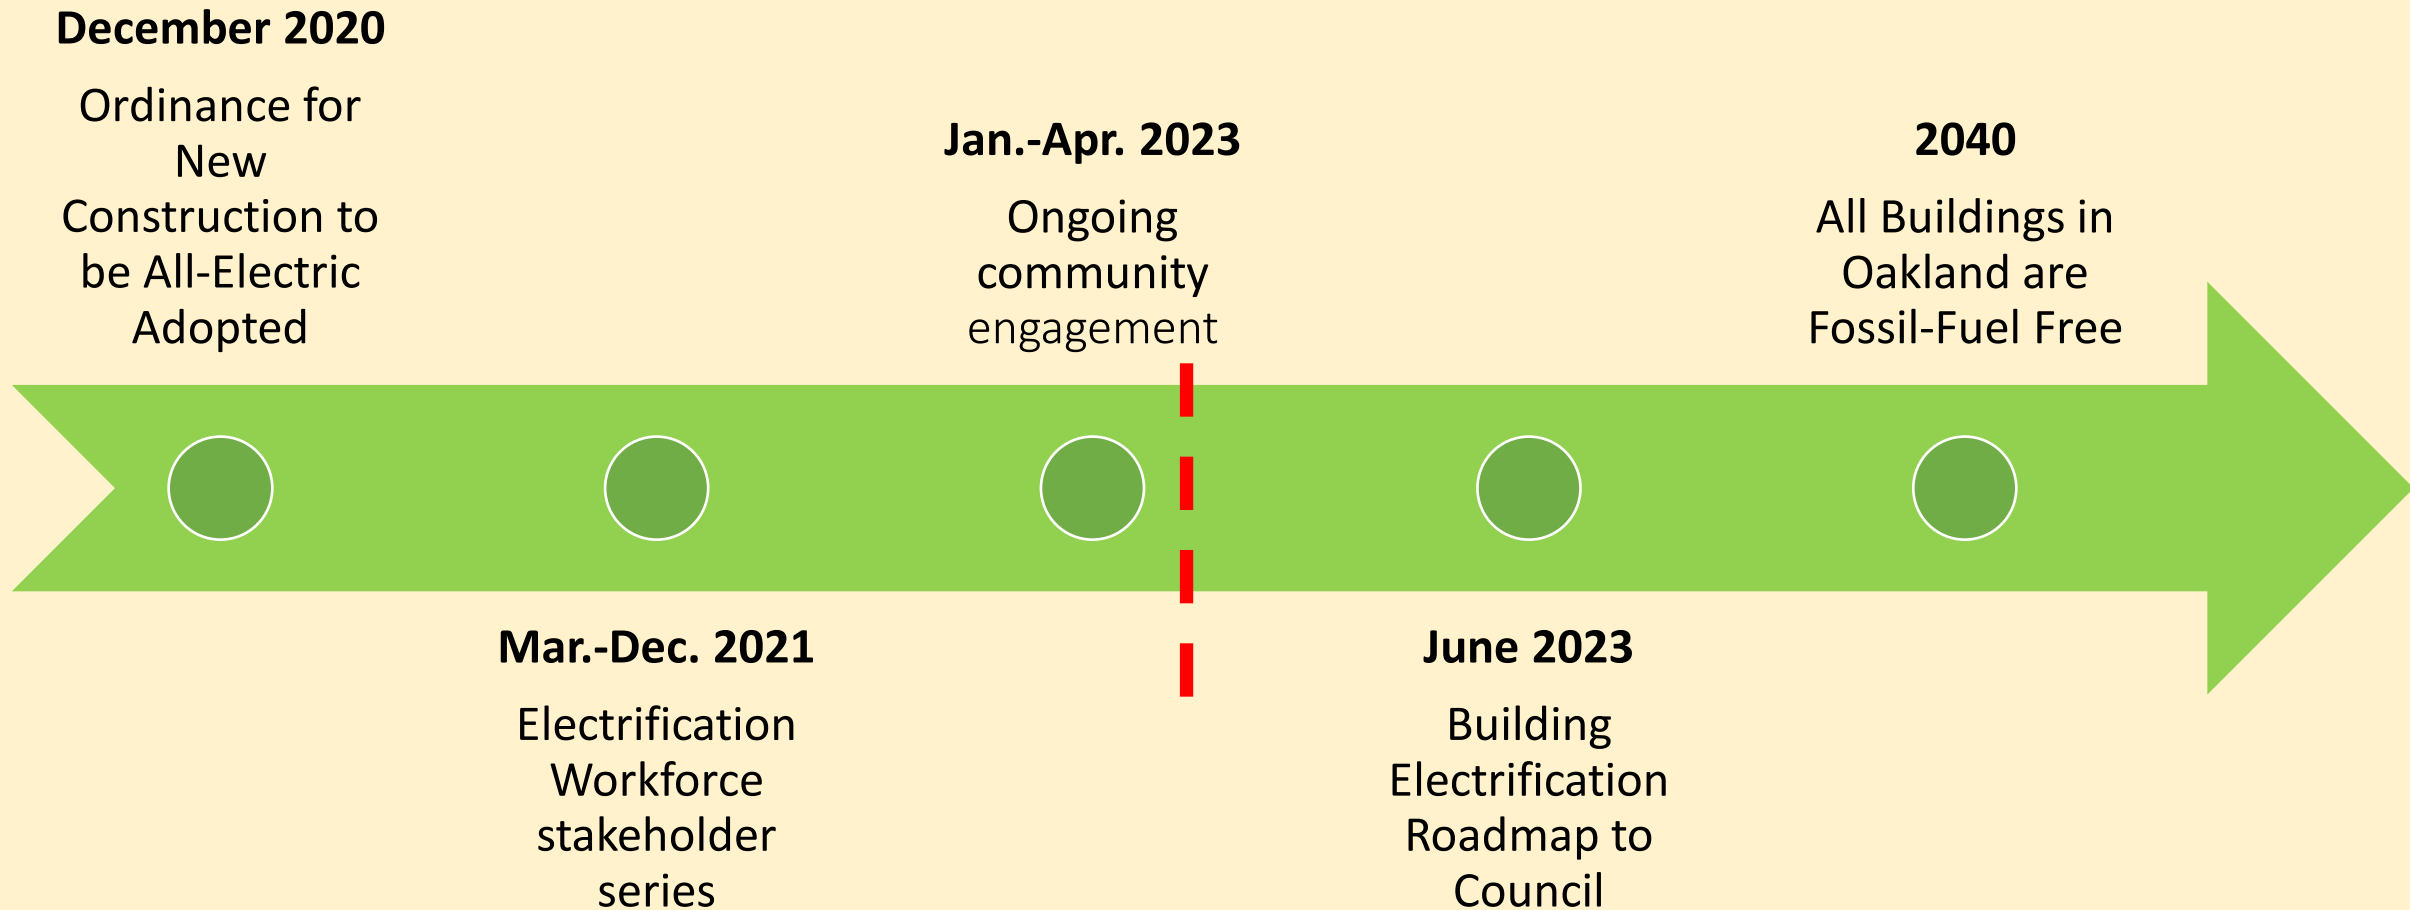 December 2020
Ordinance for
New
Construction to
be All-Electric
Adopted
Mar.-Dec. 2021
Electrification
Workforce
stakeholder
series
Jan.-Apr. 2023
Ongoing
community
engagement
June 2023
Building
Electrification
Roadmap to
Council
2040
All Buildings in
Oakland are
Fossil-Fuel Free